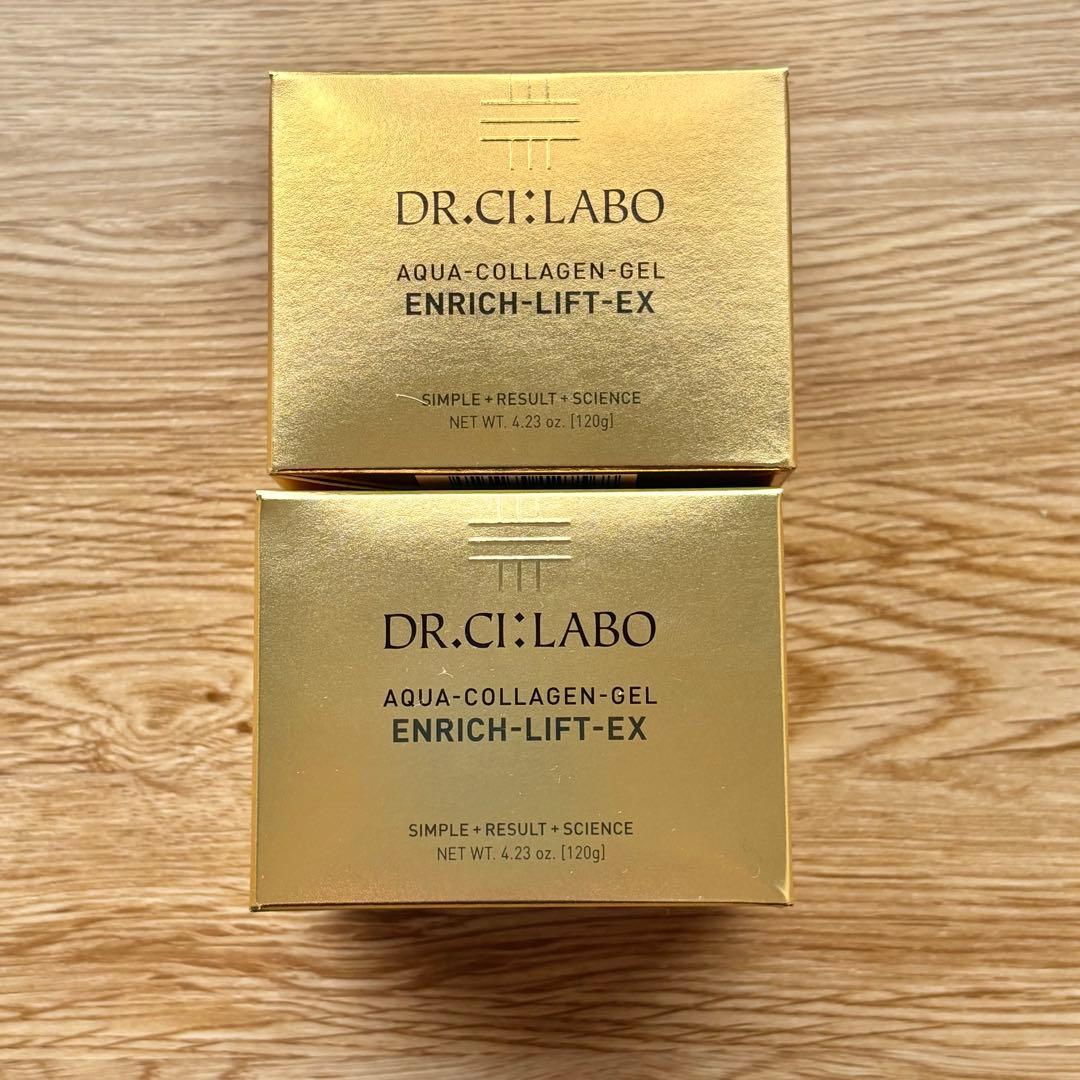 DR.CI:LABO
AQUA-COLLAGEN-GEL
ENRICH-LIFT-EX
SIMPLE+RESULT+SCIENCE
NET WT. 4.23 oz. [120g]
DR.CI:LABO
AQUA-COLLAGEN-GEL
ENRICH-LIFT-EX
SIMPLE+RESULT+SCIENCE
NET WT. 4.23 oz. [120g]